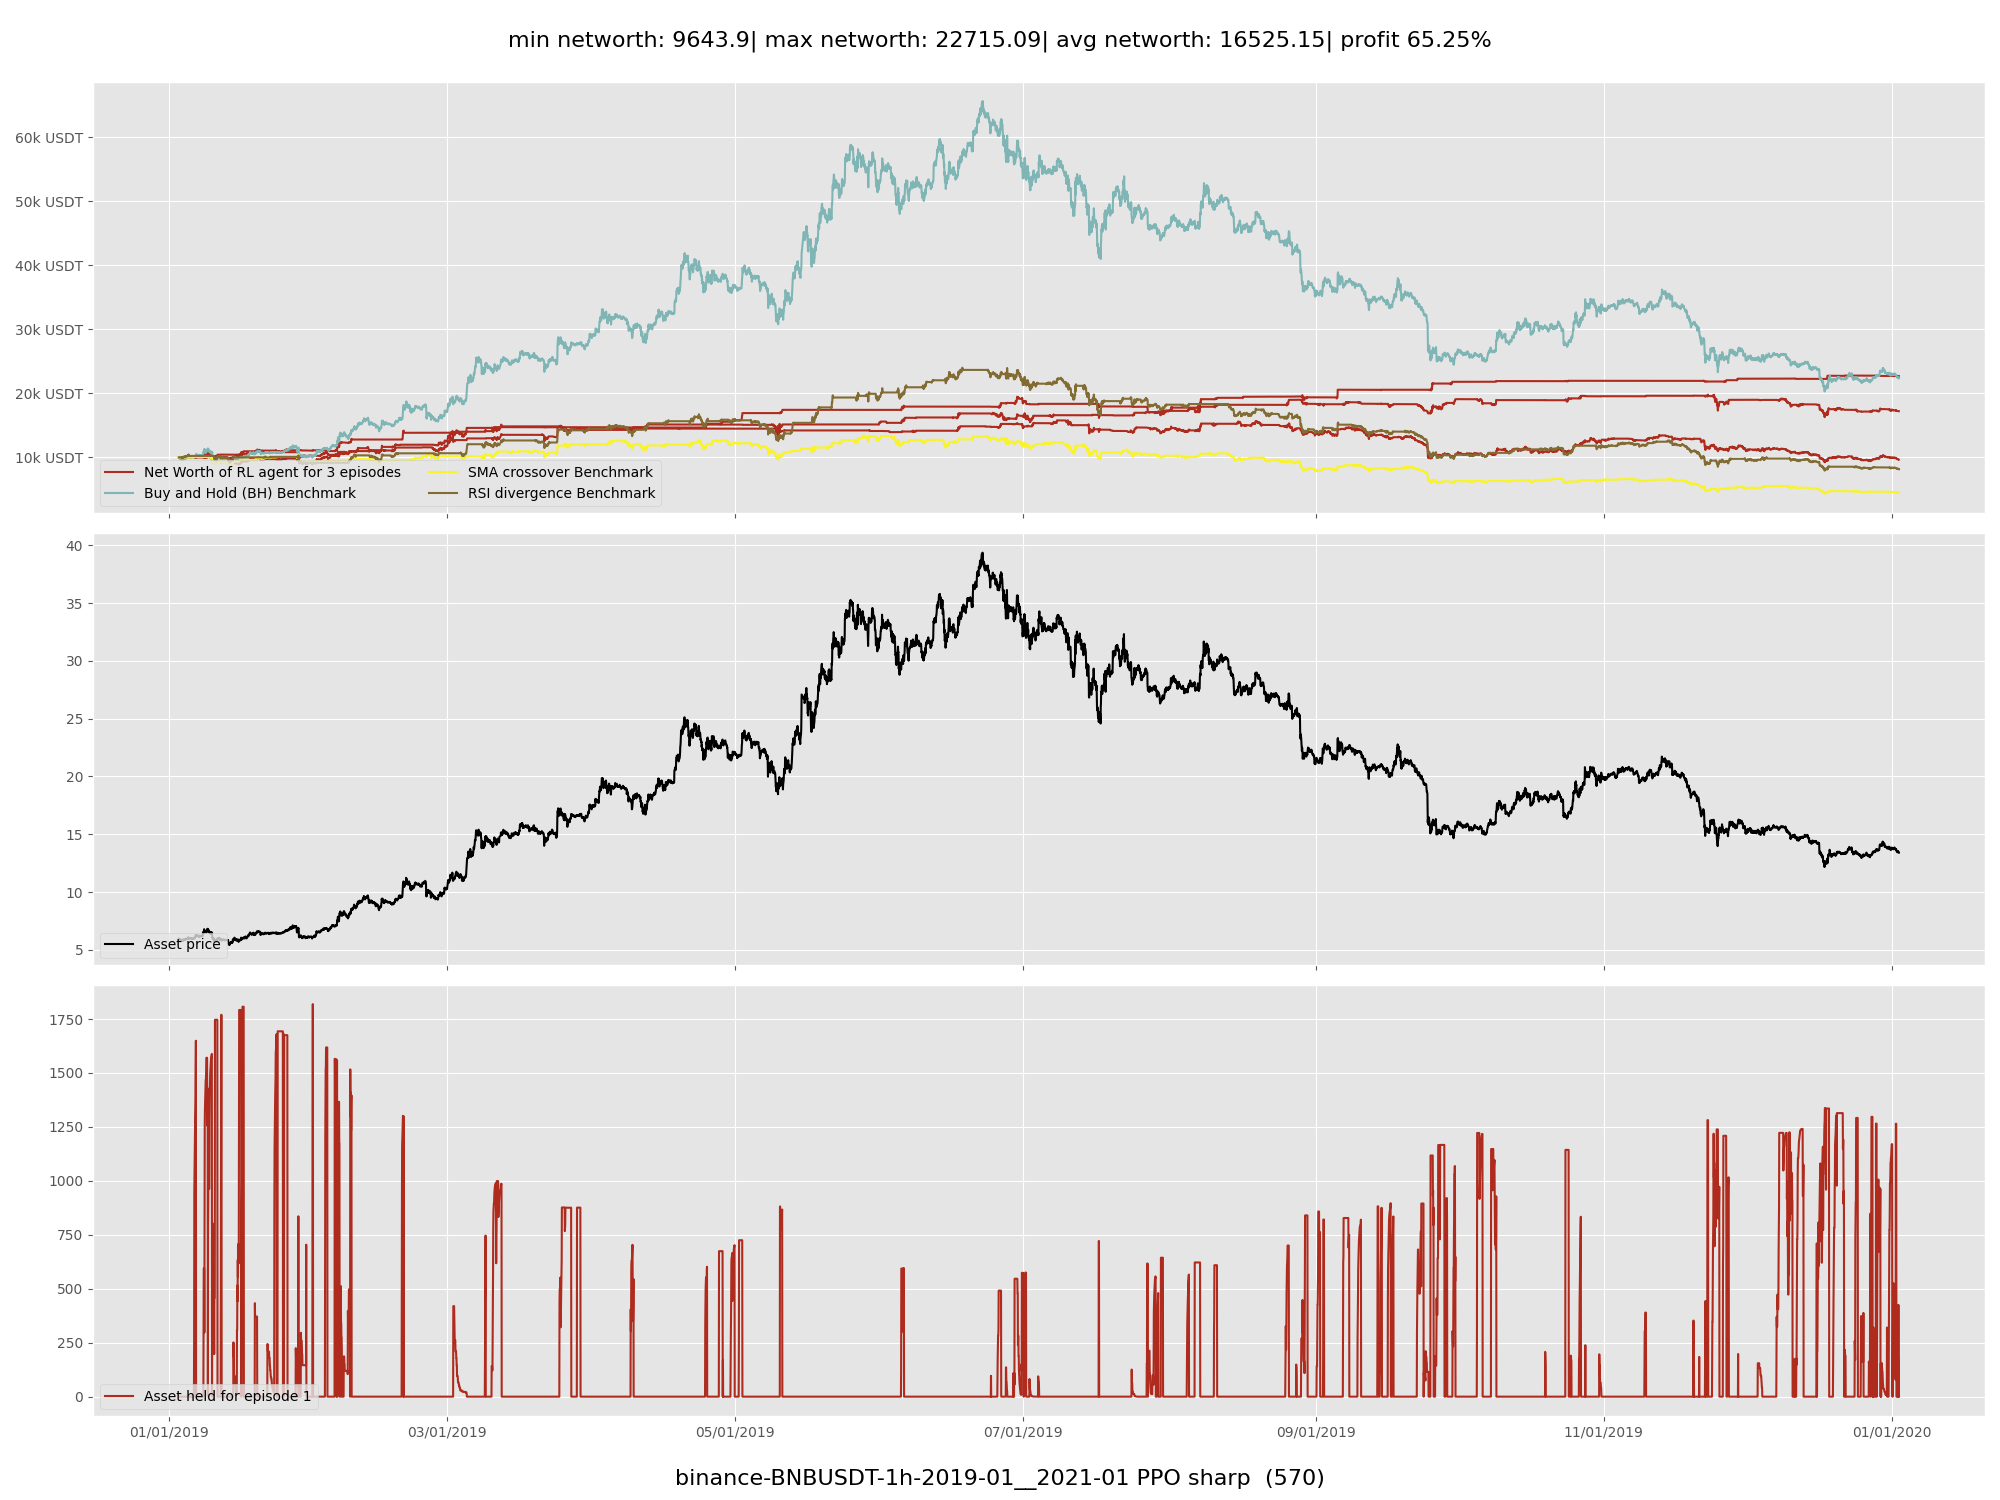 min networth: 9643.9| max networth: 22715.09| avg networth: 16525.15| profit 65.25%
60k USDT
50k USDT
40k USDT
30k USDT
20k USDT
10k USDT
Net Worth of RL agent for 3 episodes
Buy and Hold (BH) Benchmark
SMA crossover Benchmark
RSI divergence Benchmark
40
35
30
25
20
15
10
5
Asset price
1750
1500
1250
1000
750
500
250
0
Asset held for episode 1
01/01/2019
03/01/2019
05/01/2019
07/01/2019
09/01/2019
11/01/2019
01/01/2020
binance-BNBUSDT-1h-2019-01__2021-01 PPO sharp  (570)